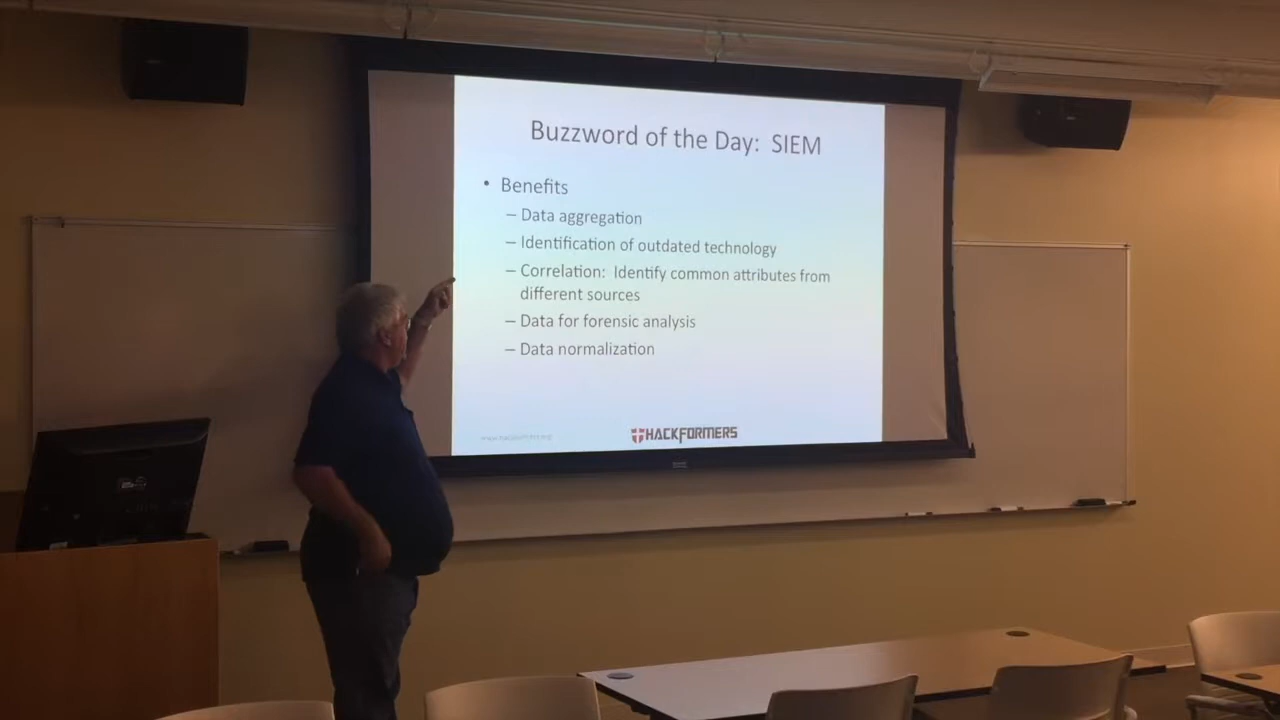 Buzzword of the Day: SIEM
• Benefits
– Data aggregation
– Identification of outdated technology
– Correlation: Identify common attributes from
different sources
– Data for forensic analysis
– Data normalization
HACKFORMERS